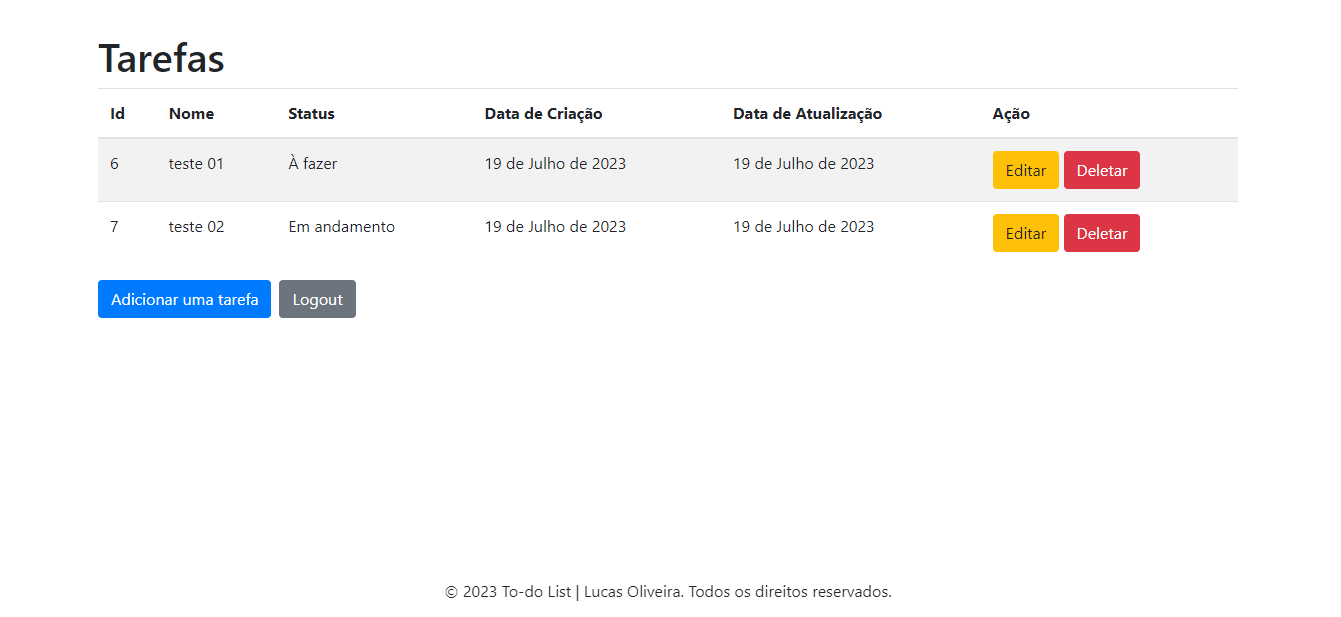 Tarefas
Id Nome Status Data de Criação Data de Atualização Ação
6 teste 01 À fazer 19 de Julho de 2023 19 de Julho de 2023 Editar Deletar
7 teste 02 Em andamento 19 de Julho de 2023 19 de Julho de 2023 Editar Deletar
Adicionar uma tarefa Logout
© 2023 To-do List | Lucas Oliveira. Todos os direitos reservados.